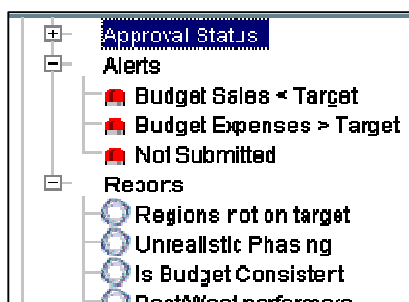 Approval Status
Alerts
Budget Sales < Target
Budget Expenses > Target
Not Submitted
Reports
Regions not on target
Unrealistic Phasing
Is Budget Consistent
performers